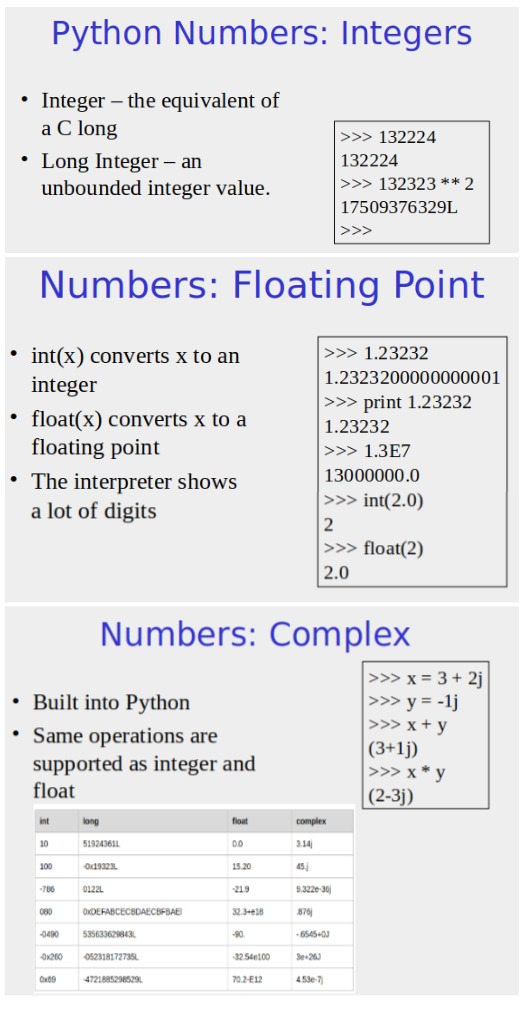 Python Numbers: Integers
• Integer – the equivalent of
a C long
• Long Integer – an
unbounded integer value.
>>> 132224
132224
>>> 132323 ** 2
17509376329L
>>>
Numbers: Floating Point
• int(x) converts x to an
integer
• float(x) converts x to a
floating point
• The interpreter shows
a lot of digits
>>> 1.23232
1.2323200000000001
>>> print 1.23232
1.23232
>>> 1.3E7
13000000.0
>>> int(2.0)
2
>>> float(2)
2.0
Numbers: Complex
• Built into Python
• Same operations are
supported as integer and
float
>>> x = 3 + 2j
>>> y = -1j
>>> x + y
(3+1j)
>>> x * y
(2-3j)
int long float complex
10 51924361L 0.0 3.14j
100 -0x19323L 15.20 45.j
-786 0122L -21.9 9.322e-36j
080 0xDEFABCECBDAECBFBAEl 32.3+e18 .876j
-0490 535633629843L -90. -.6545+0J
-0x260 -052318172735L -32.54e100 3e+26J
0x69 -4721885298529L 70.2-E12 4.53e-7j